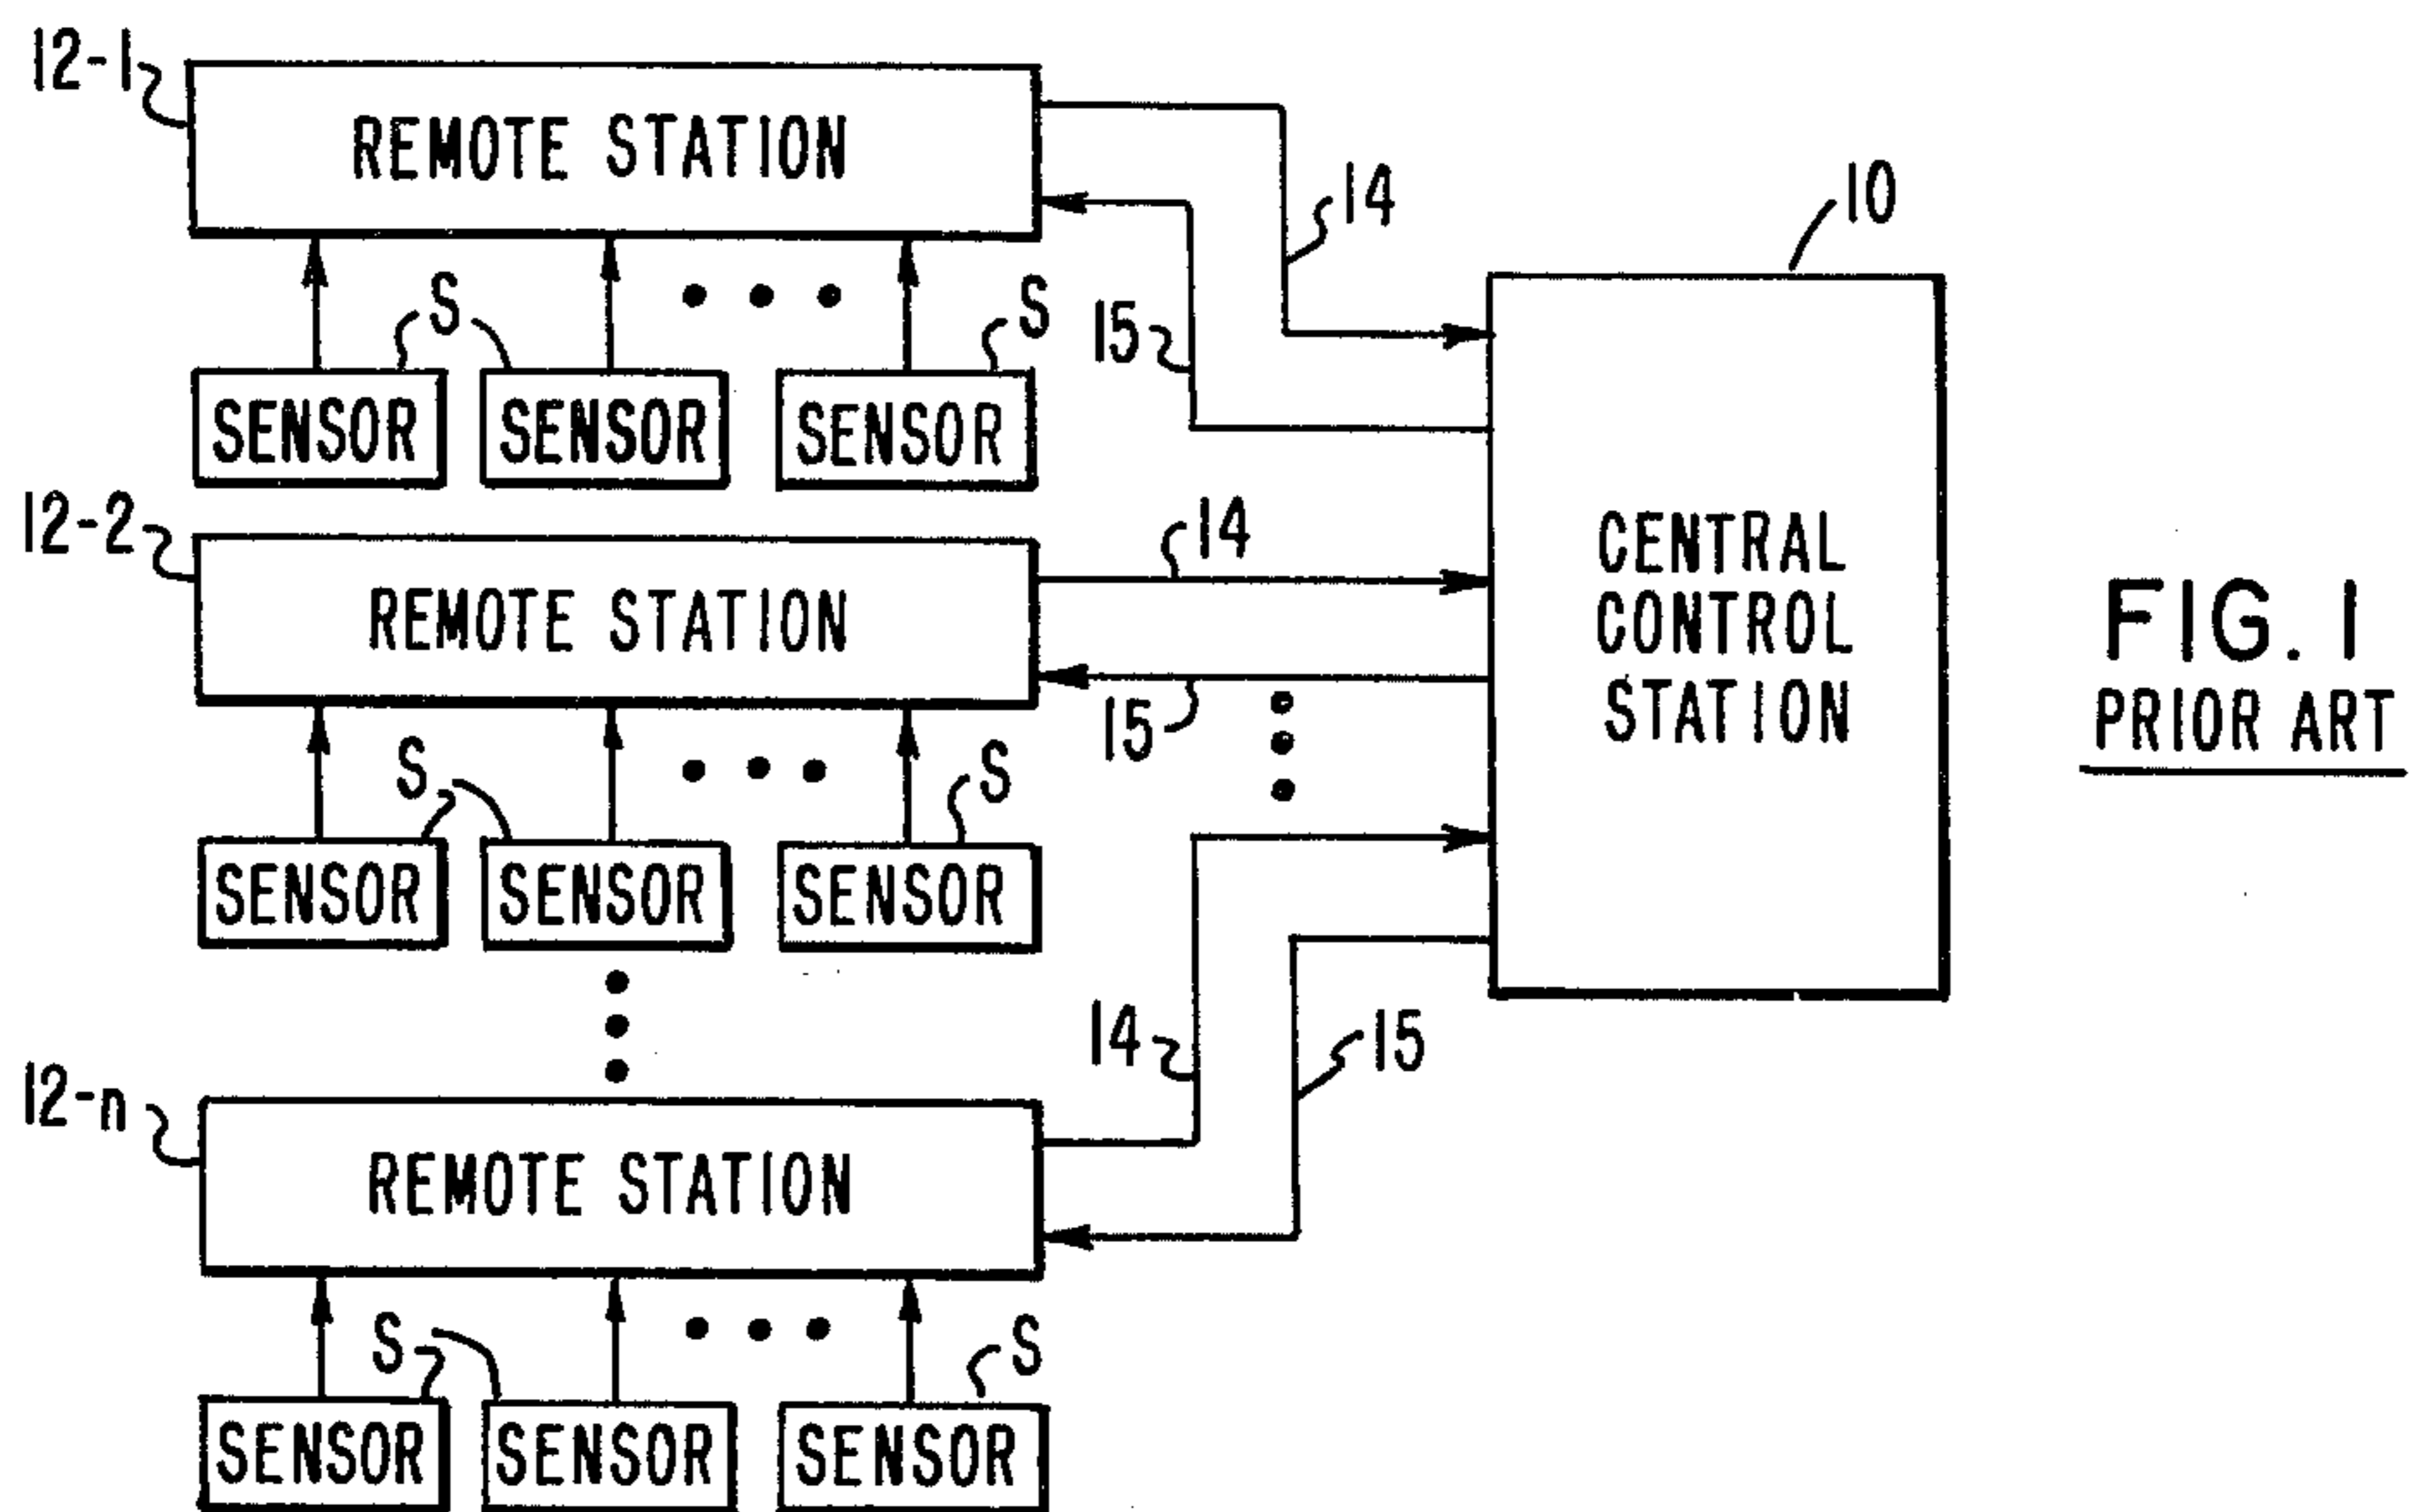 12-1
REMOTE STATION
14
10
S
S
15
SENSOR
SENSOR
SENSOR
12-2
REMOTE STATION
14
15
CENTRAL
CONTROL
STATION
FIG. 1
PRIOR ART
S
S
SENSOR
SENSOR
SENSOR
14
15
12-n
REMOTE STATION
S
S
SENSOR
SENSOR
SENSOR